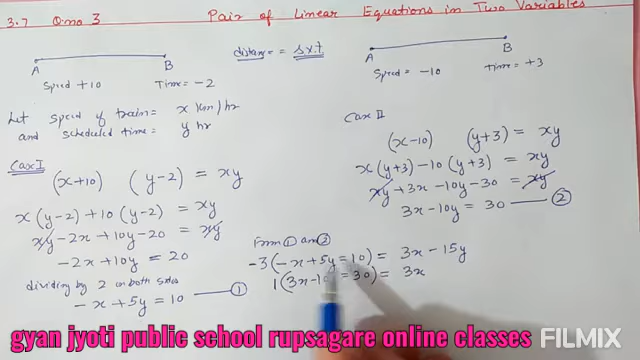 3.7 Q.no 3 Pair of Linear Equations in Two Variables
distance = s x t
A B
Speed +10 Time = -2
A B
Speed = -10 Time = +3
Let speed of train = x km/hr
and scheduled time = y hr
Case I
(x+10) (y-2) = xy
x(y-2)+10(y-2) = xy
xy-2x+10y-20 = xy
-2x+10y = 20
dividing by 2 on both sides
-x+5y = 10 ——— ①
Case II
(x-10) (y+3) = xy
x(y+3)-10(y+3) = xy
xy+3x-10y-30 = xy
3x-10y = 30 ——— ②
From ① and ②
-3(-x+5y=10) = 3x-15y
1(3x-10 =30) = 3x
gyan jyoti public school rupsagare online classes
FILMIX